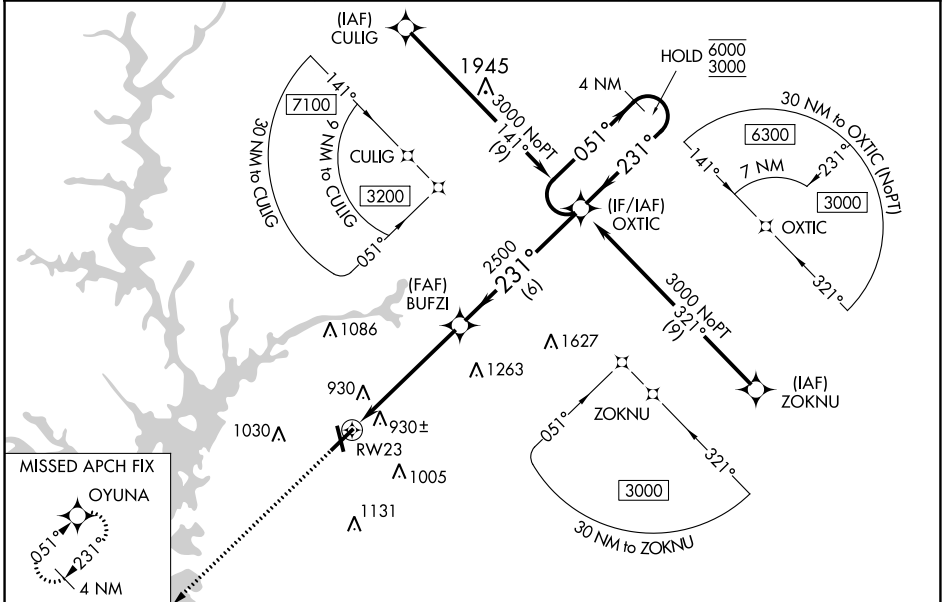 (IAF)
CULIG
1945
3000 NoPT
141°
(9)
HOLD 6000
3000
4 NM
051°
231°
(IF/IAF)
OXTIC
30 NM to CULIG
7100
141°
9 NM to CULIG
CULIG
3200
051°
30 NM to OXTIC (NoPT)
6300
141°
7 NM
231°
3000
OXTIC
321°
2500
231°
(6)
(FAF)
BUFZI
3000 NoPT
321°
(9)
(IAF)
ZOKNU
1086
1627
1263
930
930±
1030
RW23
1005
1131
ZOKNU
051°
321°
3000
30 NM to ZOKNU
MISSED APCH FIX
OYUNA
051°
231°
4 NM